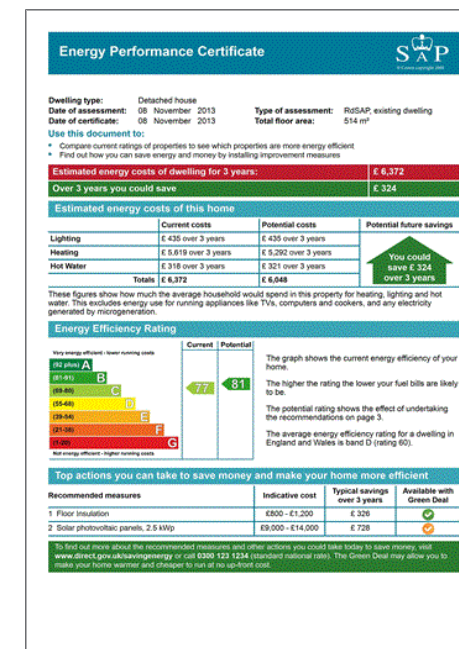 Energy Performance Certificate
SAP
© Crown copyright 2009
Dwelling type: Detached house
Date of assessment: 08 November 2013 Type of assessment: RdSAP, existing dwelling
Date of certificate: 08 November 2013 Total floor area: 514 m²
Use this document to:
• Compare current ratings of properties to see which properties are more energy efficient
• Find out how you can save energy and money by installing improvement measures
Estimated energy costs of dwelling for 3 years: £ 6,372
Over 3 years you could save £ 324
Estimated energy costs of this home
Current costs Potential costs Potential future savings
Lighting £ 435 over 3 years £ 435 over 3 years
Heating £ 5,619 over 3 years £ 5,292 over 3 years
Hot Water £ 318 over 3 years £ 321 over 3 years
Totals £ 6,372 £ 6,048
You could
save £ 324
over 3 years
These figures show how much the average household would spend in this property for heating, lighting and hot
water. This excludes energy use for running appliances like TVs, computers and cookers, and any electricity
generated by microgeneration.
Energy Efficiency Rating
Current Potential
Very energy efficient - lower running costs
(92 plus) A
(81-91) B
(69-80) C
(55-68) D
(39-54) E
(21-38) F
(1-20) G
Not energy efficient - higher running costs
77 81
The graph shows the current energy efficiency of your
home.
The higher the rating the lower your fuel bills are likely
to be.
The potential rating shows the effect of undertaking
the recommendations on page 3.
The average energy efficiency rating for a dwelling in
England and Wales is band D (rating 60).
Top actions you can take to save money and make your home more efficient
Recommended measures Indicative cost Typical savings over 3 years Available with Green Deal
1 Floor Insulation £800 - £1,200 £ 326
2 Solar photovoltaic panels, 2.5 kWp £9,000 - £14,000 £ 728
To find out more about the recommended measures and other actions you could take today to save money, visit
www.direct.gov.uk/savingenergy or call 0300 123 1234 (standard national rate). The Green Deal may allow you to
make your home warmer and cheaper to run at no up-front cost.